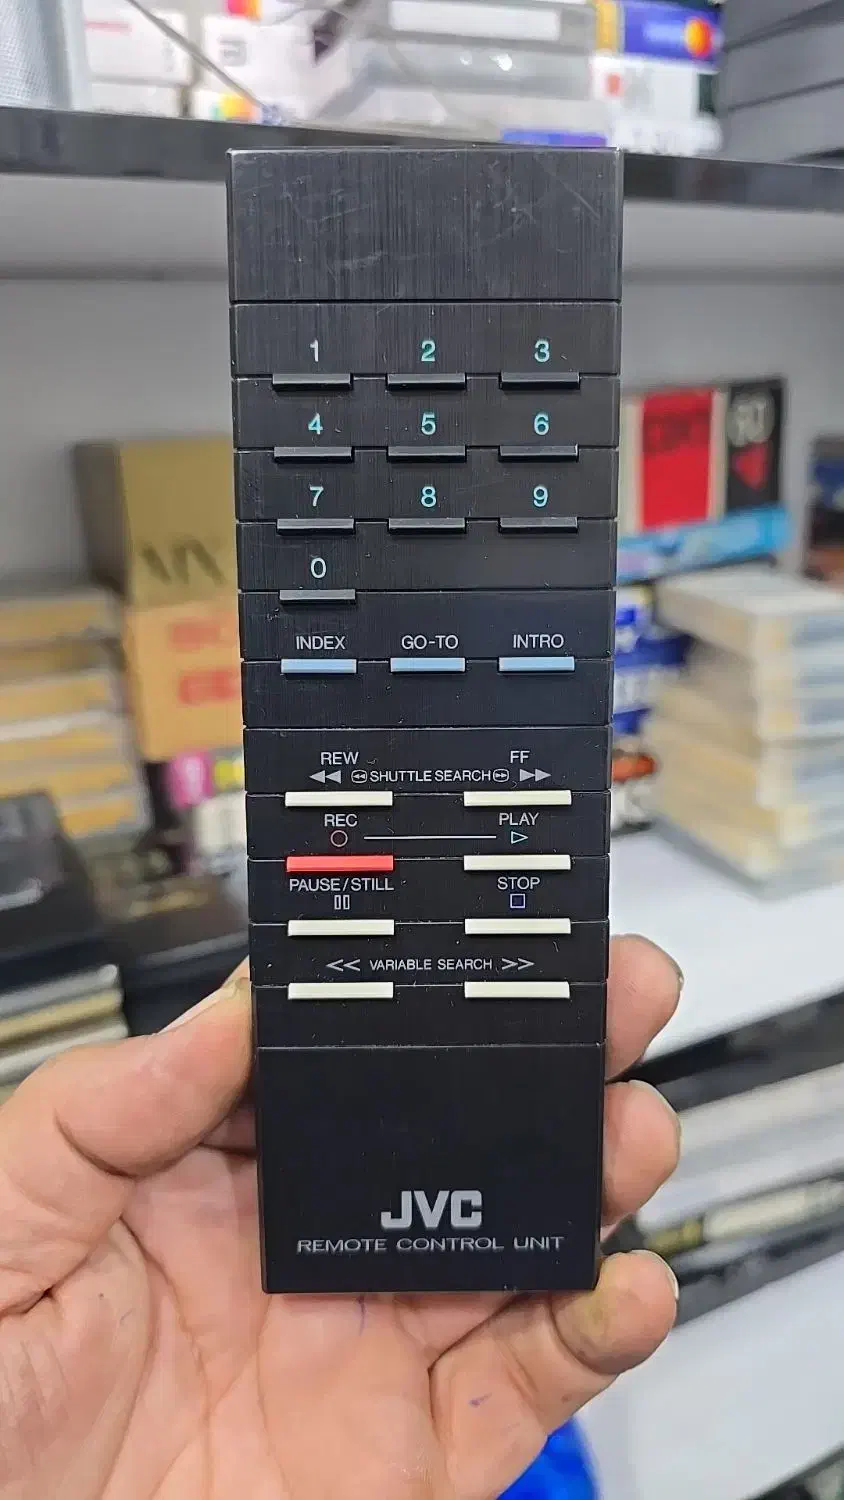 1 2 3
4 5 6
7 8 9
0
INDEX GO-TO INTRO
REW FF
SHUTTLE SEARCH
REC PLAY
PAUSE/STILL STOP
<< VARIABLE SEARCH >>
JVC
REMOTE CONTROL UNIT